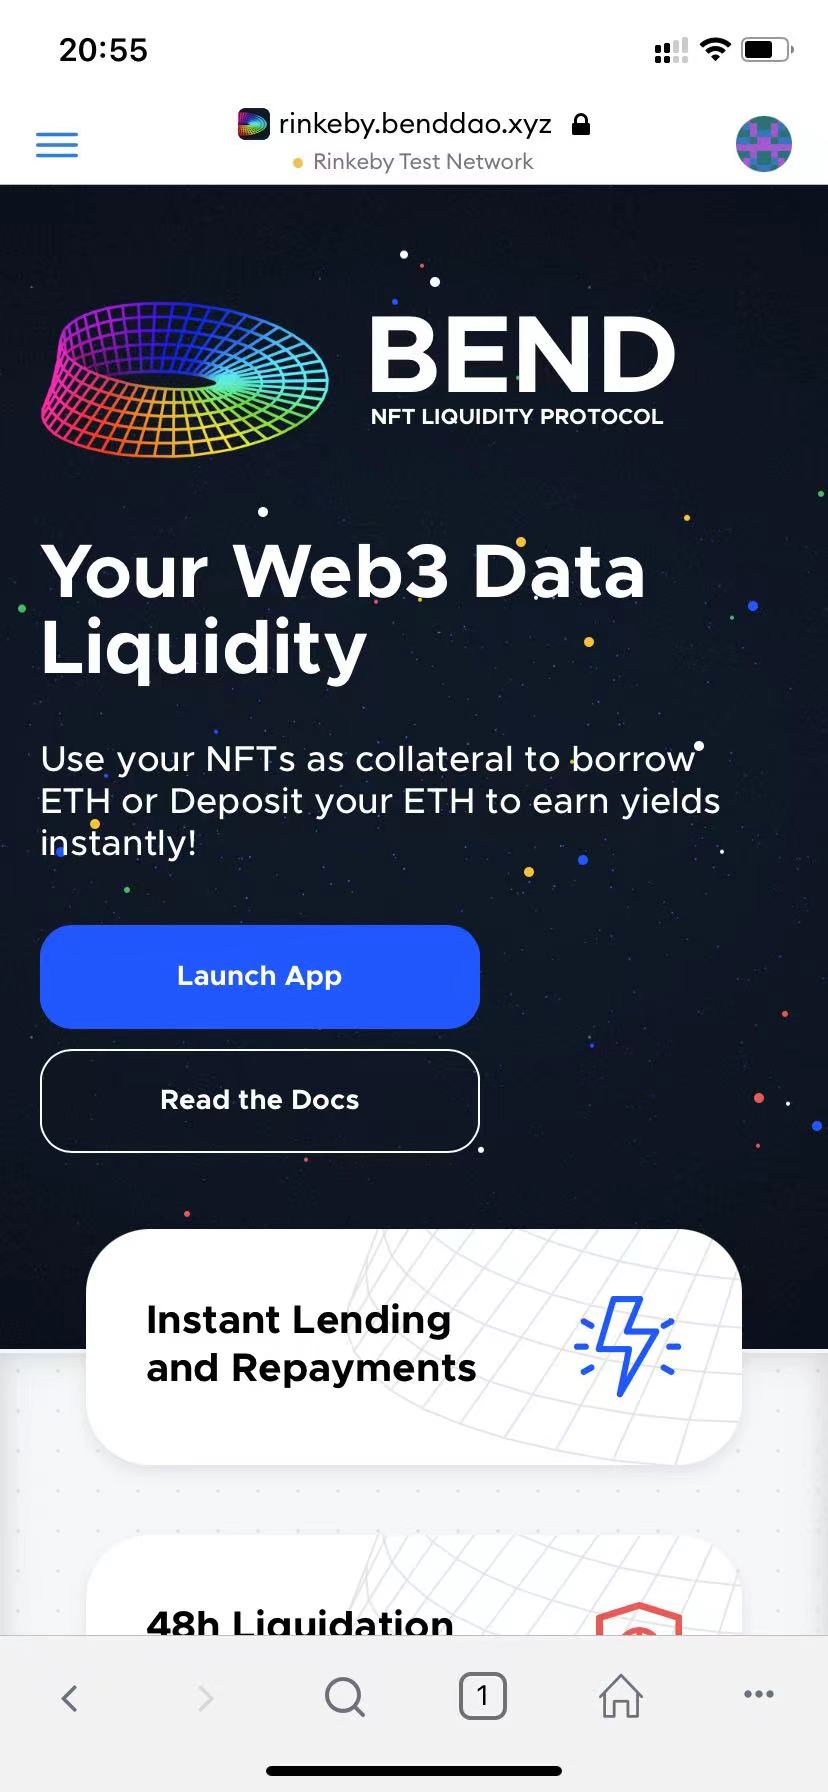 20:55
rinkeby.benddao.xyz
Rinkeby Test Network
BEND
NFT LIQUIDITY PROTOCOL
Your Web3 Data
Liquidity
Use your NFTs as collateral to borrow
ETH or Deposit your ETH to earn yields
instantly!
Launch App
Read the Docs
Instant Lending
and Repayments
48h Liquidation
1